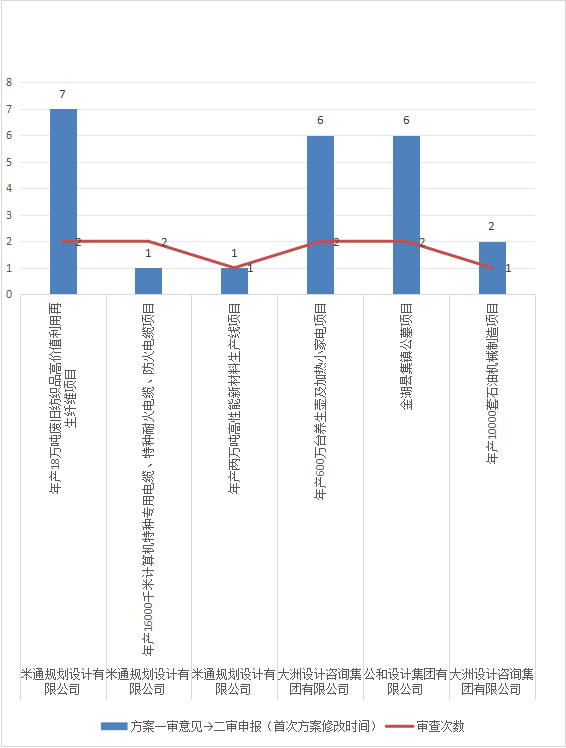 8
7
6
5
4
3
2
1
0
7
1
1
6
6
2
2
2
1
2
2
1
年产18万吨废旧纺织品高价值利用再
生纤维项目
年产16000千米计算机特种专用电缆、特种耐火电缆、防火电缆项目
年产两万吨高性能新材料生产线项目
年产600万台养生壶及加热小家电项目
金湖县集镇公墓项目
年产10000套石油机械制造项目
米通规划设计有
限公司
米通规划设计有
限公司
米通规划设计有
限公司
大洲设计咨询集
团有限公司
公和设计集团有
限公司
大洲设计咨询集
团有限公司
方案一审意见→二审申报（首次方案修改时间）
审查次数